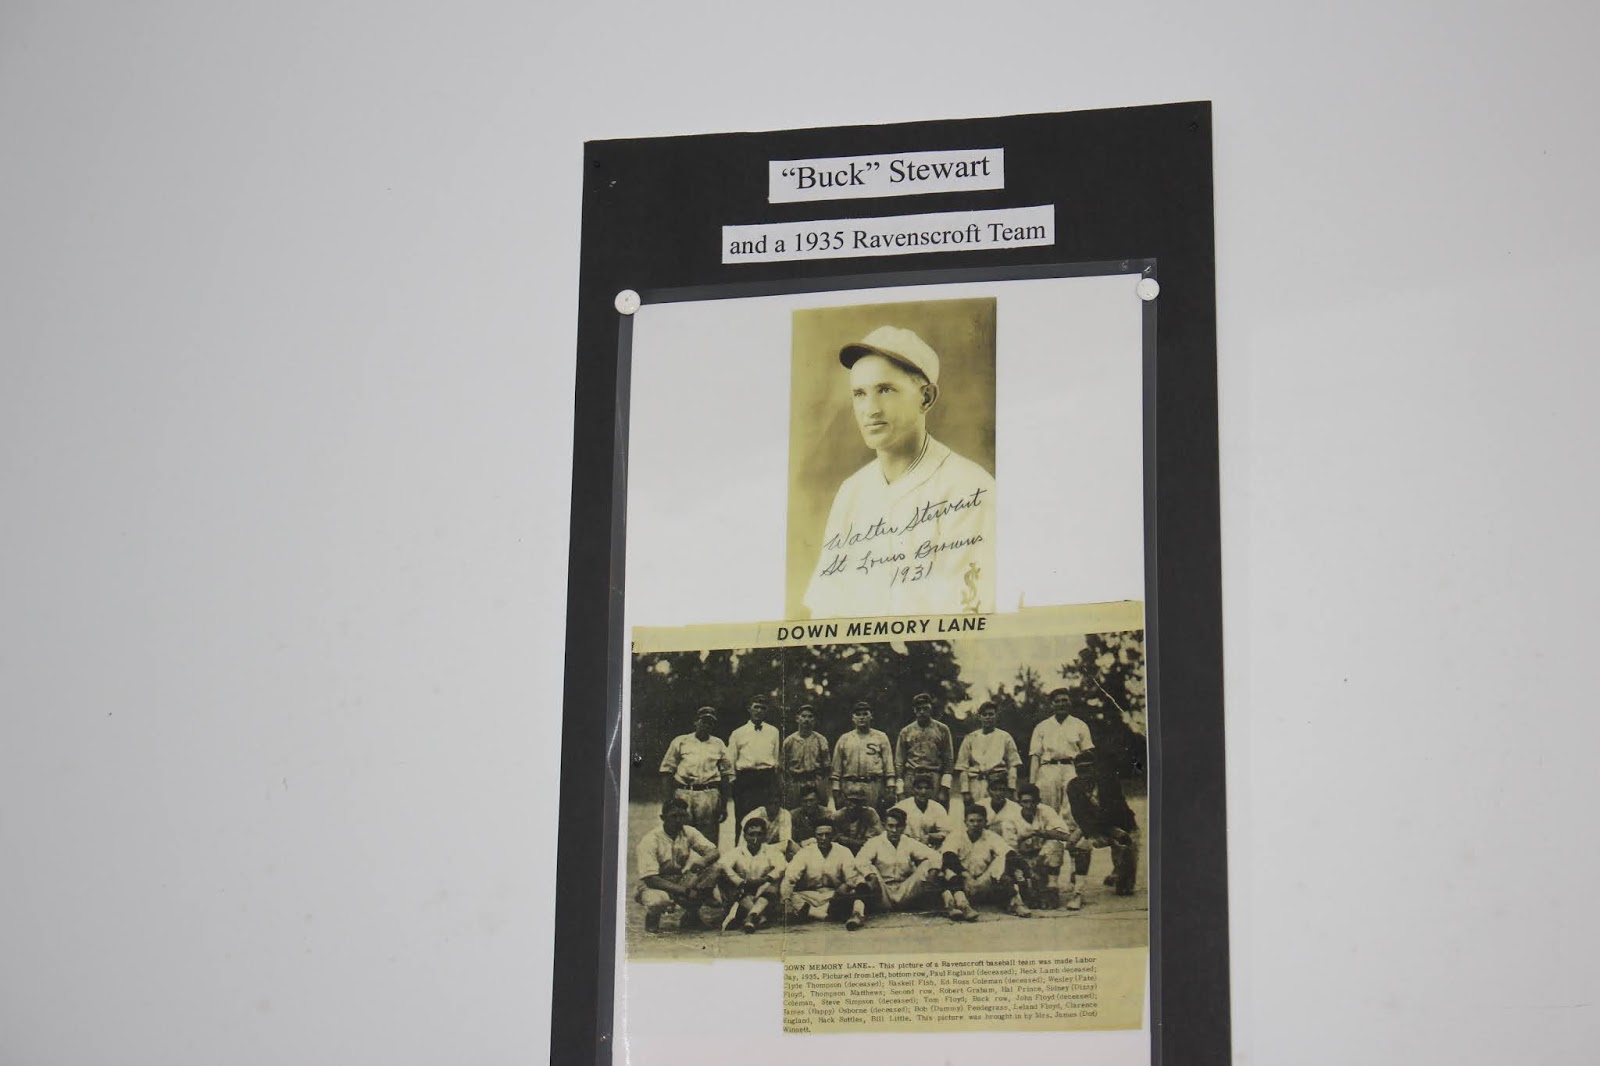 “Buck” Stewart
and a 1935 Ravenscroft Team
Walter Stewart
St Louis Browns
1931
DOWN MEMORY LANE
DOWN MEMORY LANE-- This picture of a Ravenscroft baseball team was made Labor
Day, 1935. Pictured from left, bottom row, Paul England (deceased); Heck Lamb deceased;
Clyde Thompson (deceased); Haskell Fish, Ed Ross Coleman (deceased); Wesley (Pate)
Floyd, Thompson Matthews; Second row, Robert Graham, Hal Prince, Sidney (Dizzy)
Coleman, Steve Simpson (deceased); Tom Floyd; Back row, John Floyd (deceased);
James (Happy) Osborne (deceased); Bob (Dummy) Pendegrass, Leland Floyd, Clarence
England, Hack Suttles, Bill Little. This picture was brought in by Mrs. James (Dot)
Winnett.
S